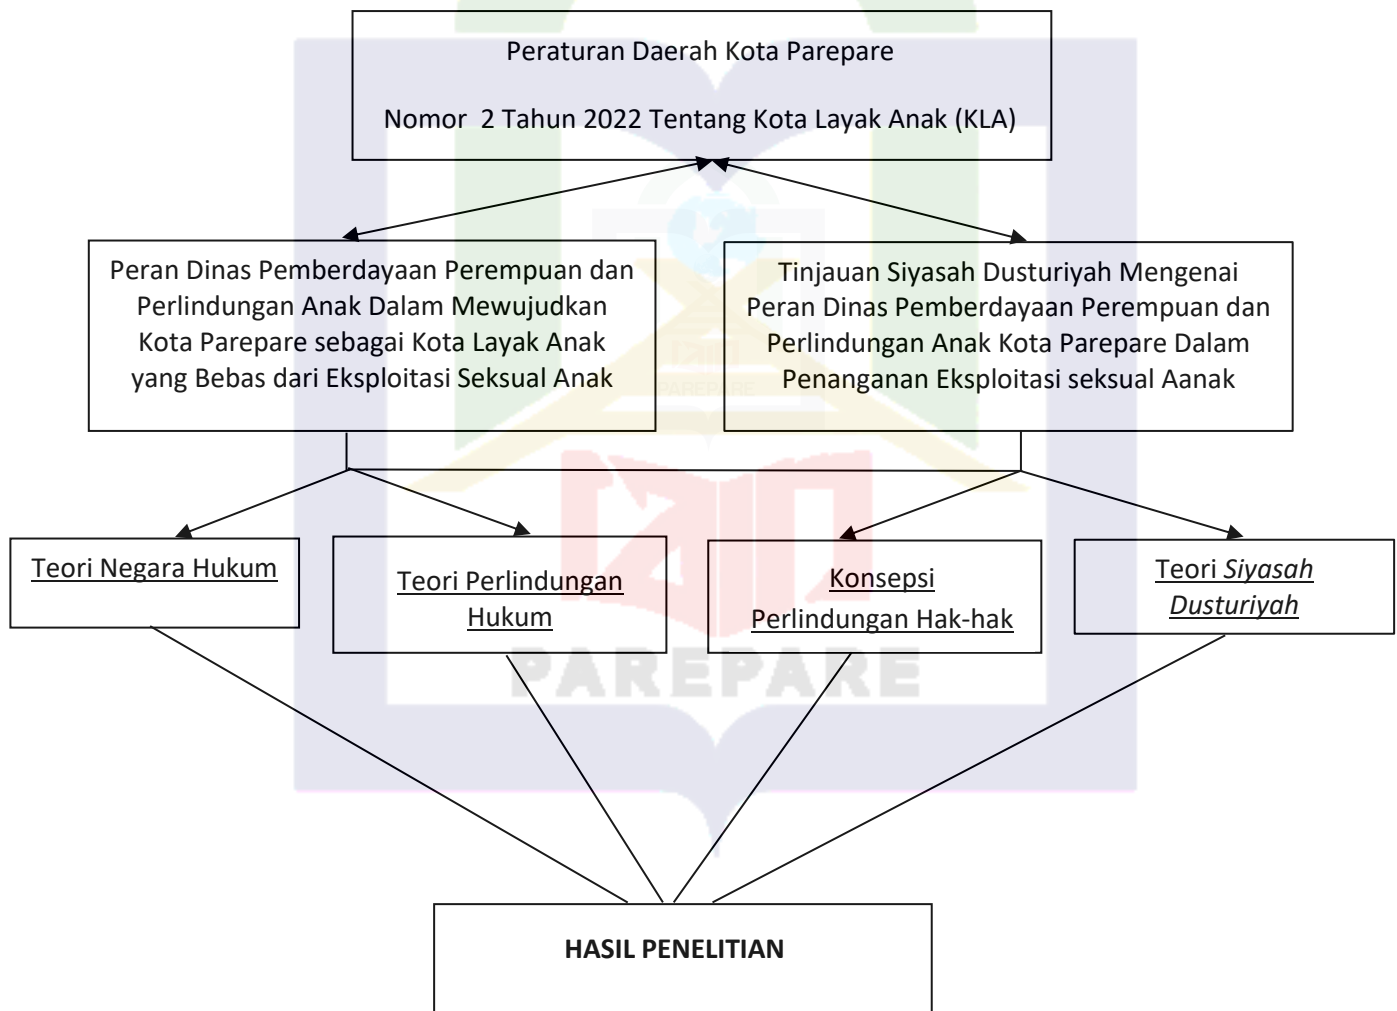 Peraturan Daerah Kota Parepare
Nomor 2 Tahun 2022 Tentang Kota Layak Anak (KLA)
Peran Dinas Pemberdayaan Perempuan dan
Perlindungan Anak Dalam Mewujudkan
Kota Parepare sebagai Kota Layak Anak
yang Bebas dari Eksploitasi Seksual Anak
Tinjauan Siyasah Dusturiyah Mengenai
Peran Dinas Pemberdayaan Perempuan dan
Perlindungan Anak Kota Parepare Dalam
Penanganan Eksploitasi seksual Aanak
IAIN
PAREPARE
Teori Negara Hukum
Teori Perlindungan
Hukum
Konsepsi
Perlindungan Hak-hak
Teori Siyasah
Dusturiyah
PAREPARE
HASIL PENELITIAN